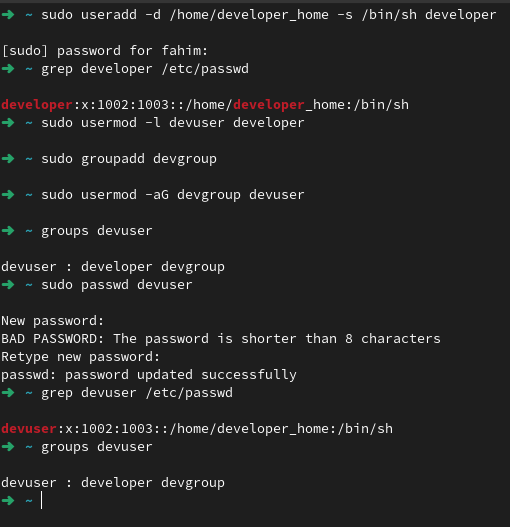 ➜ ~ sudo useradd -d /home/developer_home -s /bin/sh developer
[sudo] password for fahim:
➜ ~ grep developer /etc/passwd
developer:x:1002:1003::/home/developer_home:/bin/sh
➜ ~ sudo usermod -l devuser developer
➜ ~ sudo groupadd devgroup
➜ ~ sudo usermod -aG devgroup devuser
➜ ~ groups devuser
devuser : developer devgroup
➜ ~ sudo passwd devuser
New password:
BAD PASSWORD: The password is shorter than 8 characters
Retype new password:
passwd: password updated successfully
➜ ~ grep devuser /etc/passwd
devuser:x:1002:1003::/home/developer_home:/bin/sh
➜ ~ groups devuser
devuser : developer devgroup
➜ ~